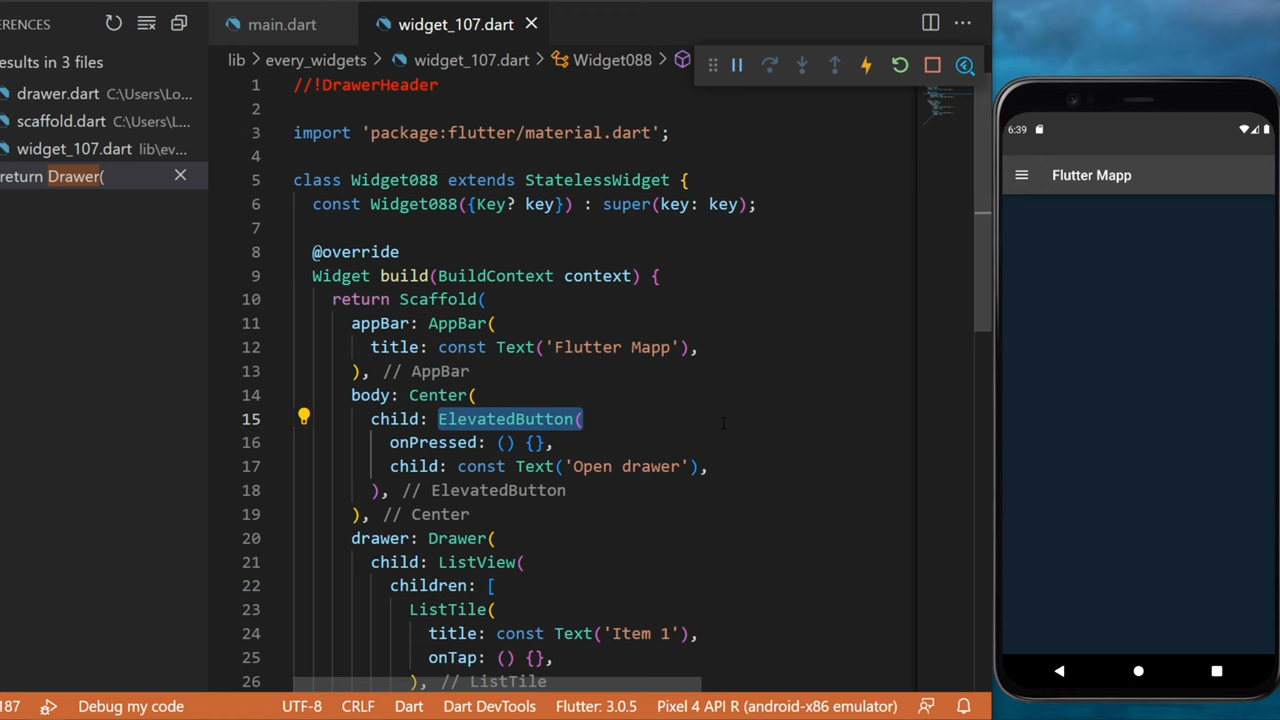 ERENCES
esults in 3 files
drawer.dart C:\Users\Lo...
scaffold.dart C:\Users\L...
widget_107.dart lib\ev...
return Drawer(
main.dart
widget_107.dart
lib > every_widgets > widget_107.dart > Widget088 >
1 //!DrawerHeader
2
3 import 'package:flutter/material.dart';
4
5 class Widget088 extends StatelessWidget {
6 const Widget088({Key? key}) : super(key: key);
7
8 @override
9 Widget build(BuildContext context) {
10 return Scaffold(
11 appBar: AppBar(
12 title: const Text('Flutter Mapp'),
13 ), // AppBar
14 body: Center(
15 child: ElevatedButton(
16 onPressed: () {},
17 child: const Text('Open drawer'),
18 ), // ElevatedButton
19 ), // Center
20 drawer: Drawer(
21 child: ListView(
22 children: [
23 ListTile(
24 title: const Text('Item 1'),
25 onTap: () {},
26 ), // ListTile
187 Debug my code UTF-8 CRLF Dart Dart DevTools Flutter: 3.0.5 Pixel 4 API R (android-x86 emulator)
6:39
Flutter Mapp